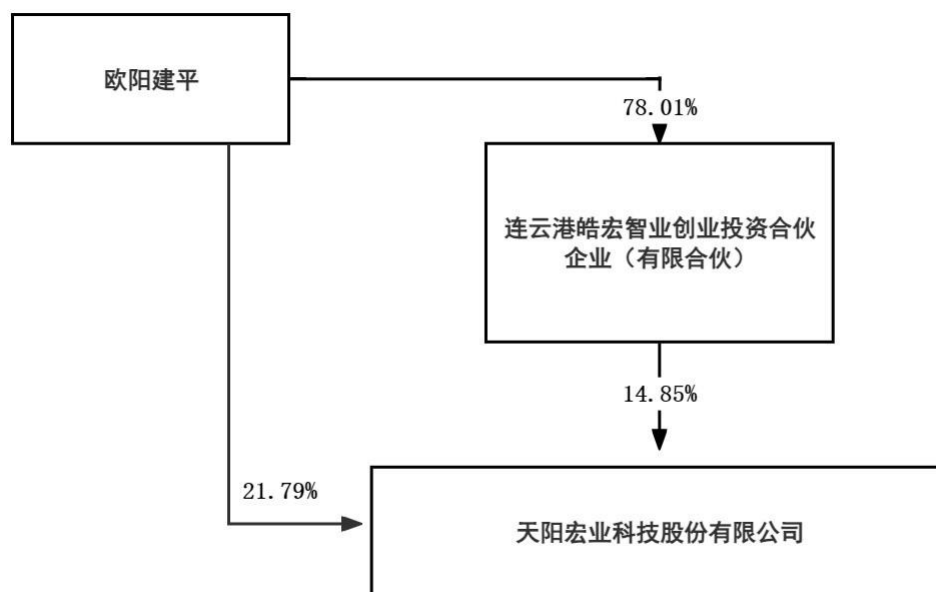 欧阳建平
78.01%
连云港皓宏智业创业投资合伙
企业（有限合伙）
14.85%
21.79%
天阳宏业科技股份有限公司